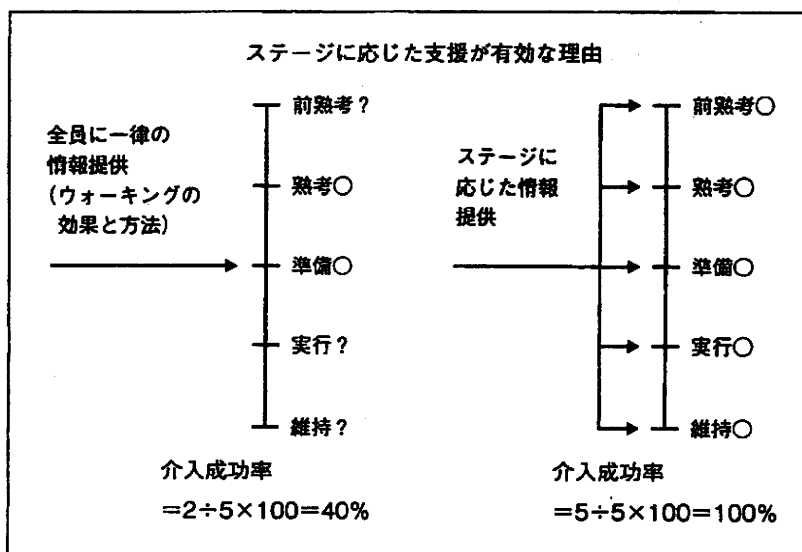 ステージに応じた支援が有効な理由
全員に一律の
情報提供
(ウォーキングの
効果と方法)
前熟考?
熟考○
準備○
実行?
維持?
介入成功率
=2÷5×100=40%
ステージに
応じた情報
提供
前熟考○
熟考○
準備○
実行○
維持○
介入成功率
=5÷5×100=100%